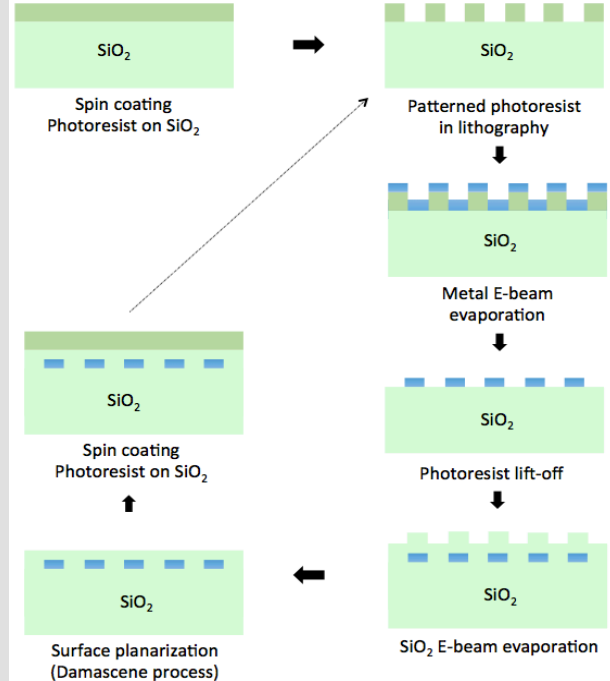 SiO2
Spin coating
Photoresist on SiO2
SiO2
Patterned photoresist
in lithography
SiO2
Metal E-beam
evaporation
SiO2
Photoresist lift-off
SiO2
SiO2 E-beam evaporation
SiO2
Surface planarization
(Damascene process)
SiO2
Spin coating
Photoresist on SiO2